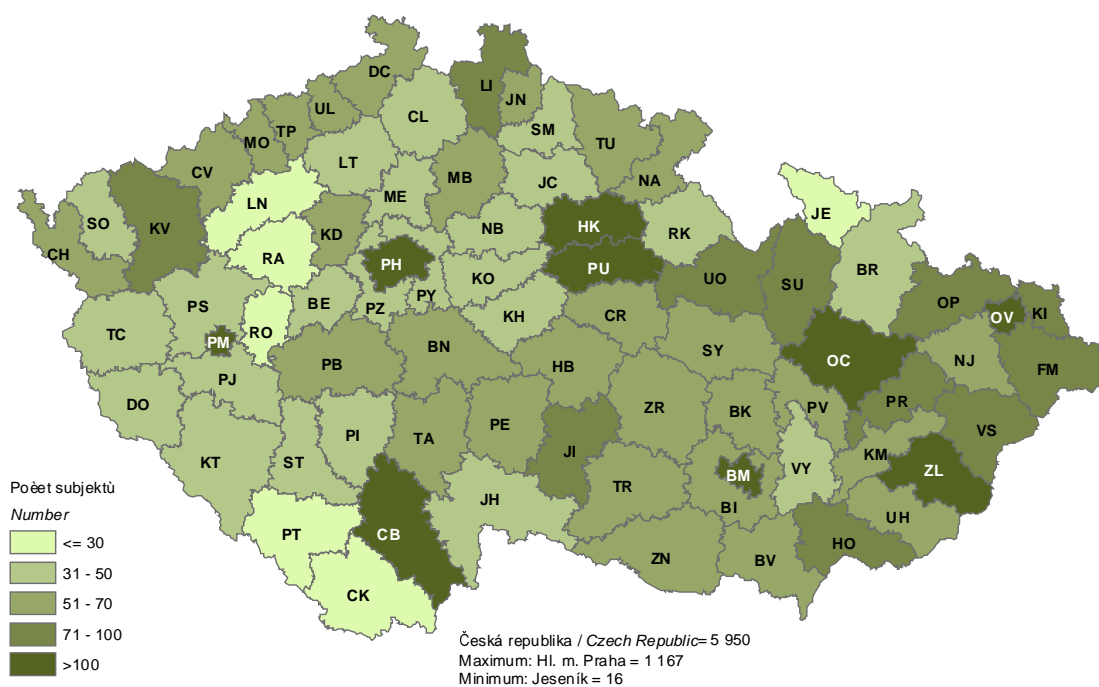 DC
LI
JN
UL
CL
SM
TP
MO
TU
LT
CV
MB
JC
NA
ME
LN
JE
SO
KV
KD
NB
HK
RK
CH
RA
PH
BR
PU
KO
UO
SU
OP
PS
BE
PZ
PY
KH
CR
OV
KI
TC
RO
PM
BN
SY
OC
NJ
FM
PB
HB
PJ
DO
ZR
BK
PV
PR
PI
TA
PE
VS
KT
ST
JI
KM
ZL
BM
VY
TR
BI
JH
UH
PT
CB
HO
ZN
BV
CK
Poèet subjektù
Number
<= 30
31 - 50
51 - 70
71 - 100
>100
Česká republika / Czech Republic= 5 950
Maximum: Hl. m. Praha = 1 167
Minimum: Jeseník = 16